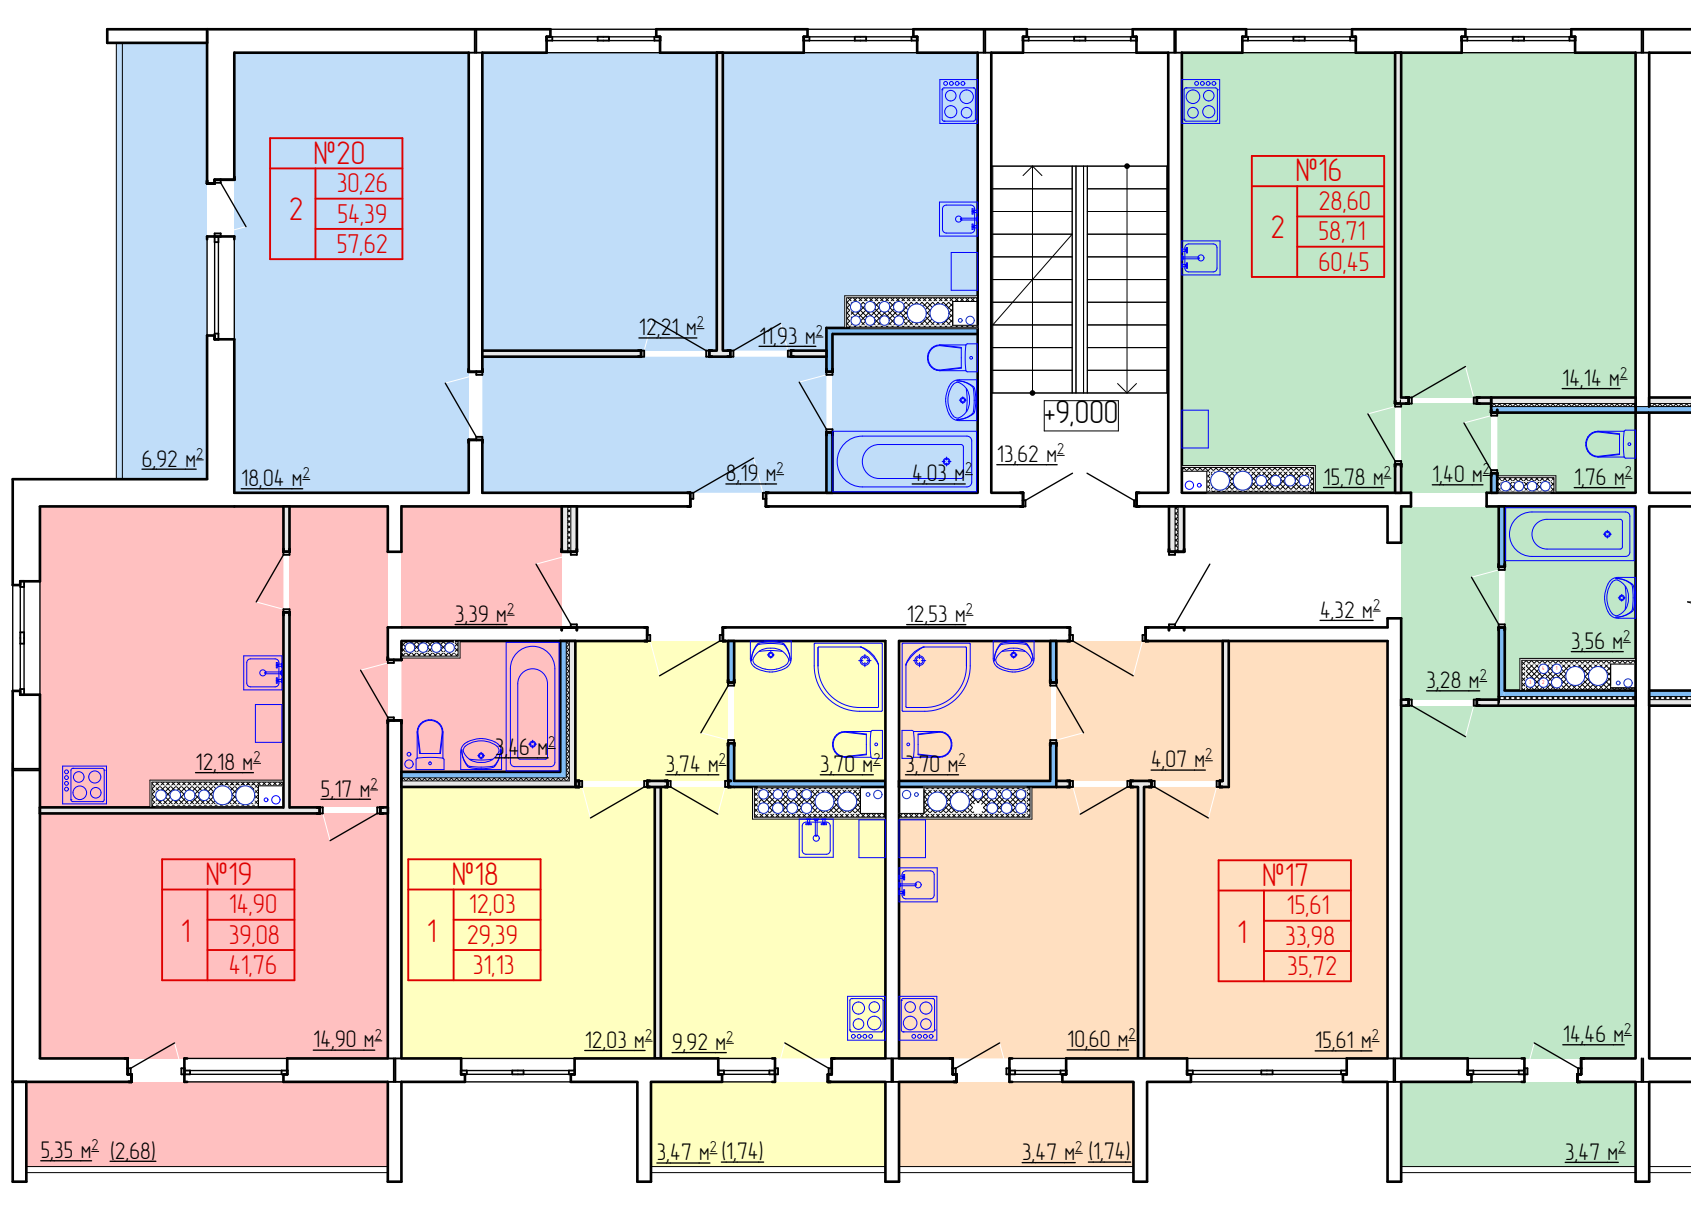 №20
2
30,26
54,39
57,62
№16
2
28,60
58,71
60,45
12,21 м²
11,93 м²
14,14 м²
+9,000
6,92 м²
18,04 м²
8,19 м²
4,03 м²
13,62 м²
15,78 м²
1,40 м²
1,76 м²
3,39 м²
12,53 м²
4,32 м²
3,56 м²
3,28 м²
12,18 м²
5,17 м²
3,46 м²
3,74 м²
3,70 м²
3,70 м²
4,07 м²
№19
1
14,90
39,08
41,76
№18
1
12,03
29,39
31,13
№17
1
15,61
33,98
35,72
14,90 м²
12,03 м²
9,92 м²
10,60 м²
15,61 м²
14,46 м²
5,35 м² (2,68)
3,47 м² (1,74)
3,47 м² (1,74)
3,47 м²